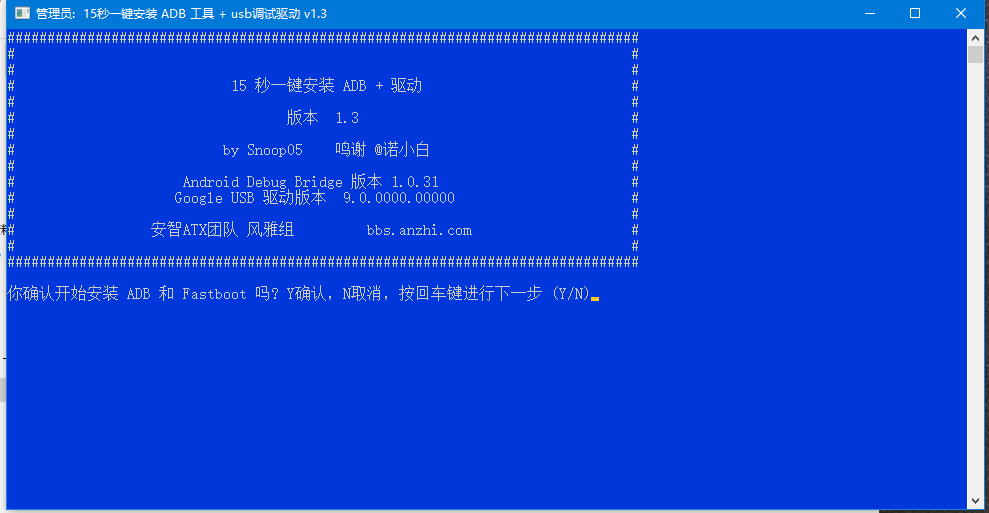 管理员: 15秒一键安装 ADB 工具 + usb调试驱动 v1.3
###############################################################################
#                                                                             #
#                                                                             #
#                           15 秒一键安装 ADB + 驱动                          #
#                                                                             #
#                                  版本  1.3                                  #
#                                                                             #
#                          by Snoop05    鸣谢 @诺小白                         #
#                                                                             #
#                     Android Debug Bridge 版本 1.0.31                        #
#                    Google USB 驱动版本  9.0.0000.00000                      #
#                                                                             #
#                 安智ATX团队 风雅组         bbs.anzhi.com                    #
#                                                                             #
###############################################################################
你确认开始安装 ADB 和 Fastboot 吗? Y确认，N取消，按回车键进行下一步 (Y/N)